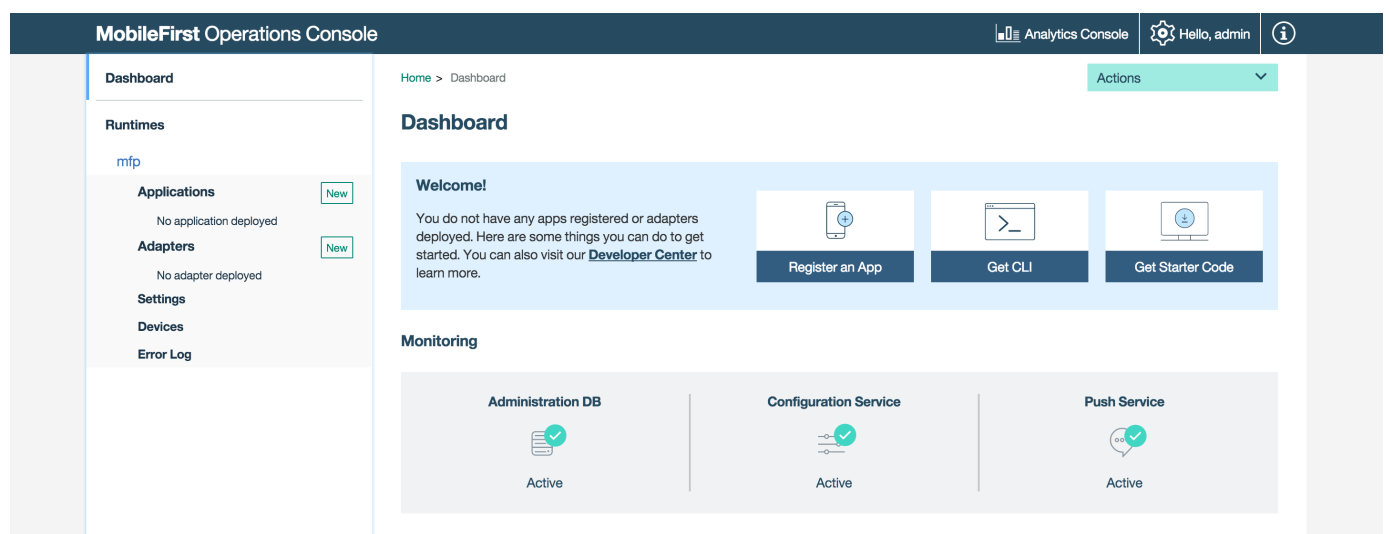 MobileFirst Operations Console
Analytics Console
Hello, admin
Dashboard
Runtimes
mfp
Applications
New
No application deployed
Adapters
New
No adapter deployed
Settings
Devices
Error Log
Home > Dashboard
Actions
Dashboard
Welcome!
You do not have any apps registered or adapters
deployed. Here are some things you can do to get
started. You can also visit our Developer Center to
learn more.
Register an App
Get CLI
Get Starter Code
Monitoring
Administration DB
Active
Configuration Service
Active
Push Service
Active